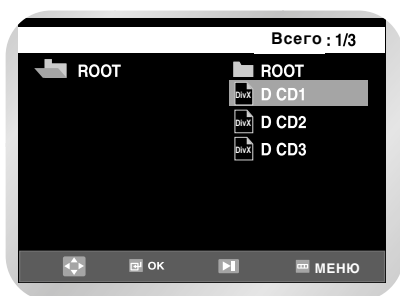 Всего : 1/3
ROOT
ROOT
DivX D CD1
DivX D CD2
DivX D CD3
OK МЕНЮ